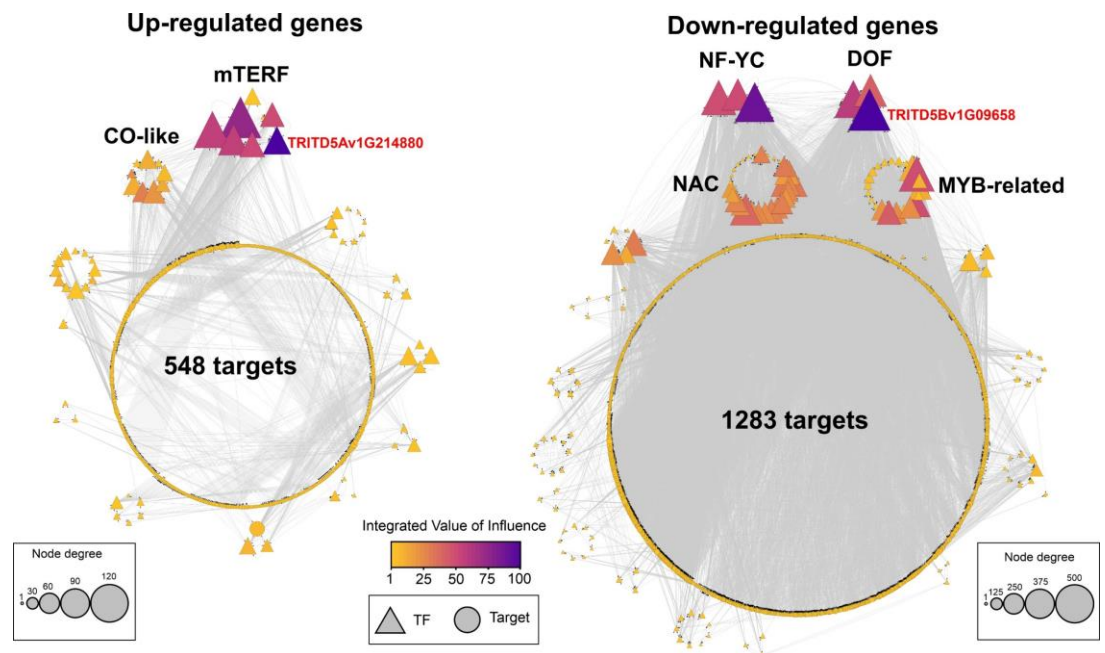 Up-regulated genes
Down-regulated genes
mTERF
NF-YC
DOF
CO-like
TRITD5Av1G214880
TRITD5Bv1G09658
NAC
MYB-related
548 targets
1283 targets
Integrated Value of Influence
1 25 50 75 100
TF
Target
Node degree
1 30 60 90 120
Node degree
1 125 250 375 500